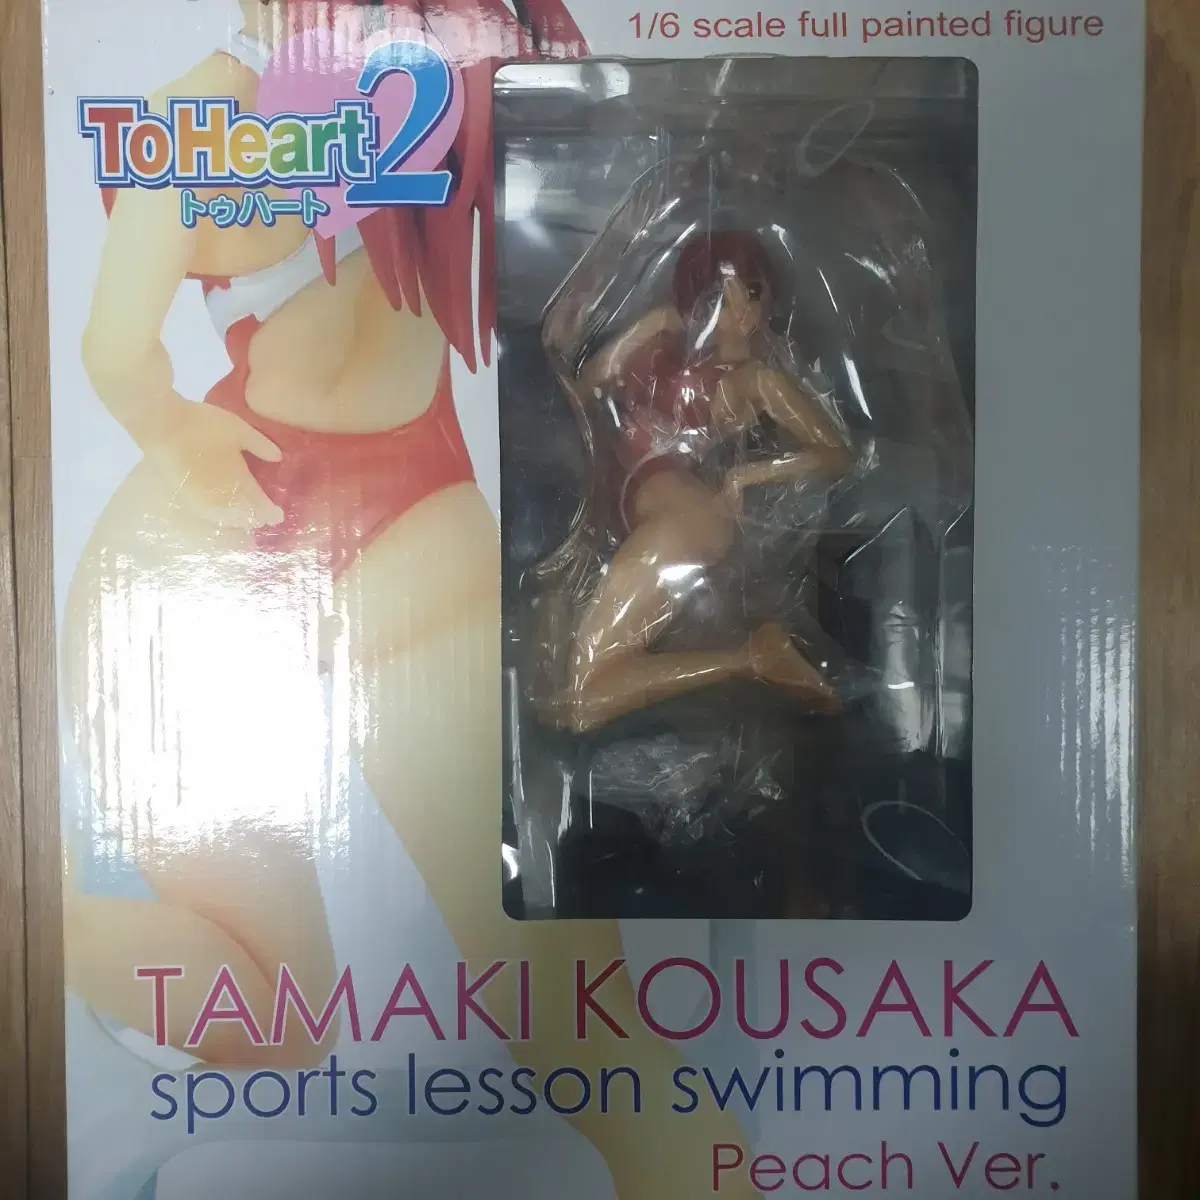 1/6 scale full painted figure
ToHeart2
トゥハート
TAMAKI KOUSAKA
sports lesson swimming
Peach Ver.